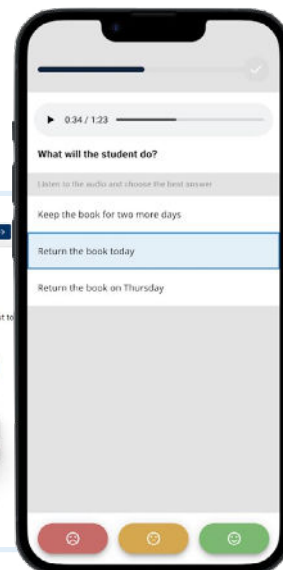 0:34 / 1:23
What will the student do?
Listen to the audio and choose the best answer
Keep the book for two more days
Return the book today
Return the book on Thursday